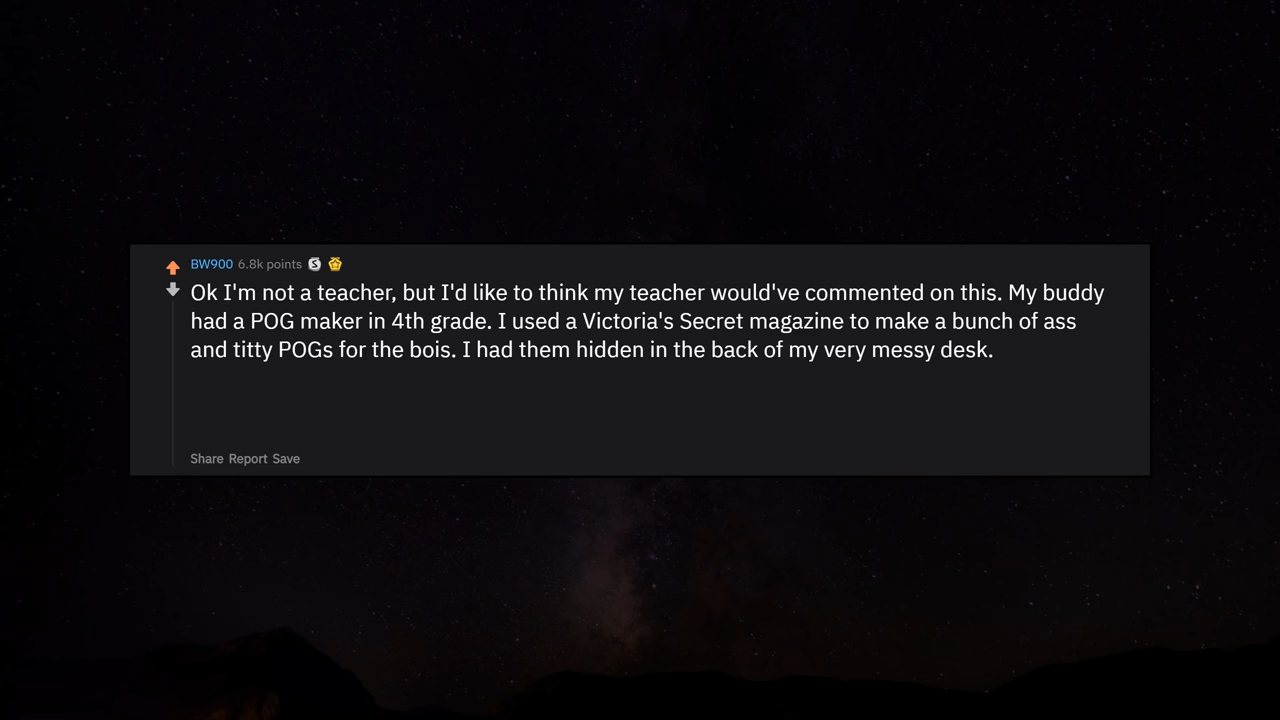 BW900 6.8k points
Ok I'm not a teacher, but I'd like to think my teacher would've commented on this. My buddy
had a POG maker in 4th grade. I used a Victoria's Secret magazine to make a bunch of ass
and titty POGs for the bois. I had them hidden in the back of my very messy desk.
Share Report Save